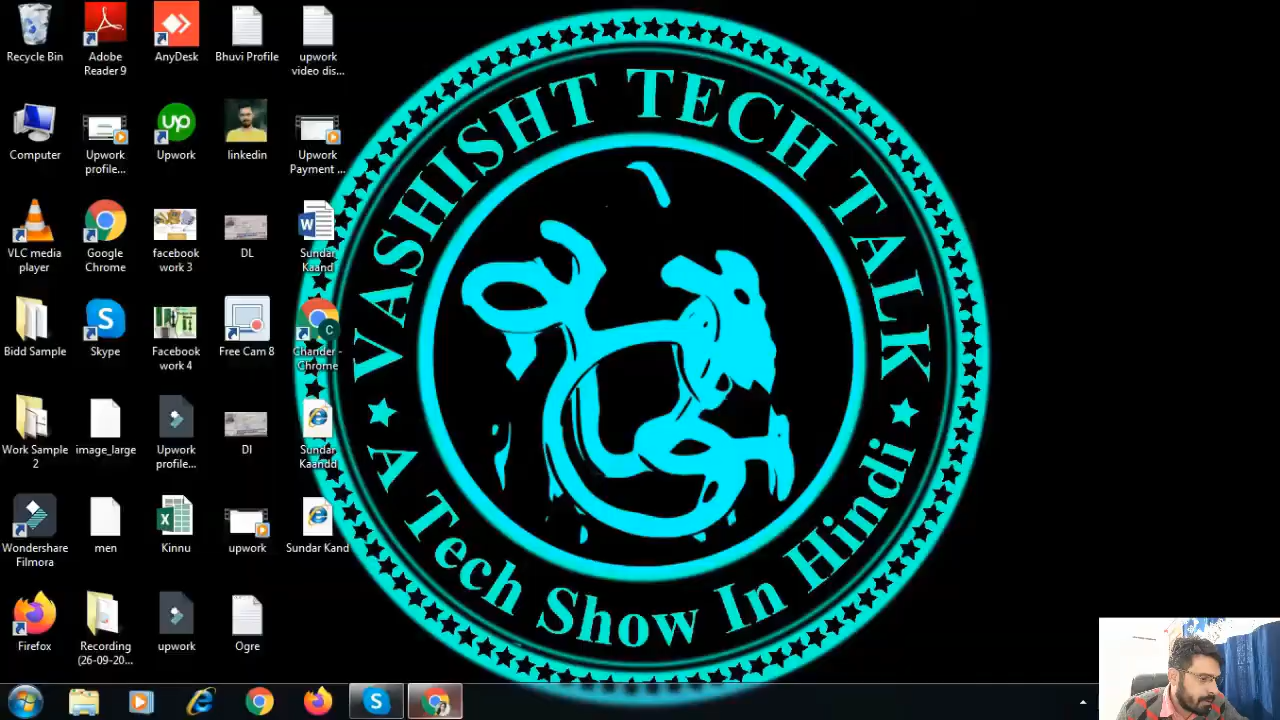 Recycle Bin
Adobe
Reader 9
AnyDesk
Bhuvi Profile
upwork
video dis...
Computer
Upwork
profile...
Upwork
linkedin
Upwork
Payment ...
VLC media
player
Google
Chrome
facebook
work 3
DL
Sundar
Kaand
Bidd Sample
Skype
Facebook
work 4
Free Cam 8
Chander -
Chrome
Work Sample
2
image_large
Upwork
profile...
Dl
Sundar
Kaandd
Wondershare
Filmora
men
Kinnu
upwork
Sundar Kand
Firefox
Recording
(26-09-20...
upwork
Ogre
VASHISHT TECH TALK
A Tech Show In Hindi
up
W
S
C
X
S